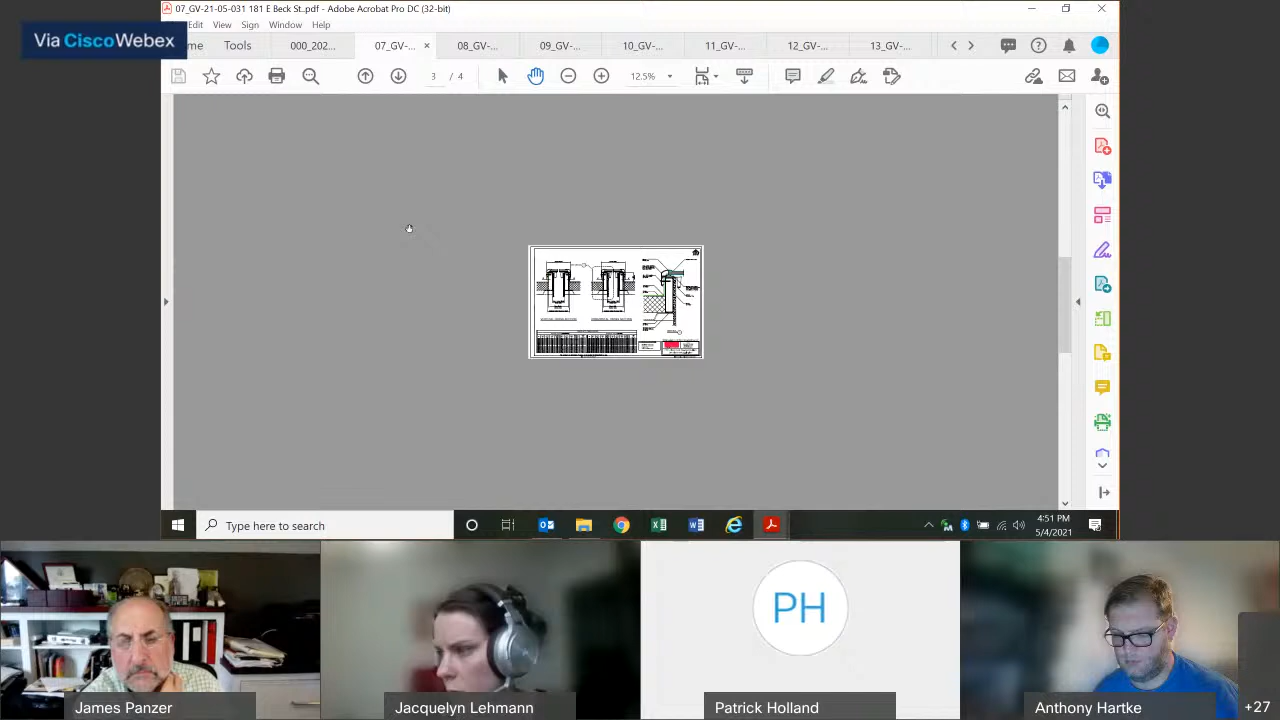 07_GV-21-05-031 181 E Beck St..pdf - Adobe Acrobat Pro DC (32-bit)
Via Cisco Webex
Edit View Sign Window Help
me Tools 000_202... 07_GV-... × 08_GV-... 09_GV-... 10_GV-... 11_GV-... 12_GV-... 13_GV-...
3 / 4 12.5%
Type here to search
4:51 PM
5/4/2021
PH
James Panzer
Jacquelyn Lehmann
Patrick Holland
Anthony Hartke
+27